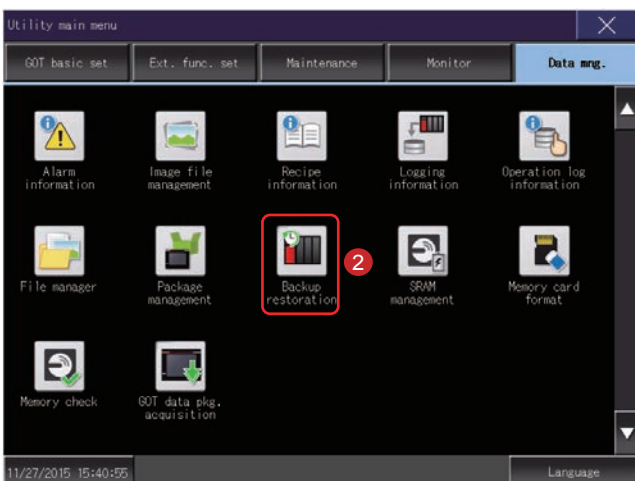 Utility main menu
GOT basic set Ext. func. set Maintenance Monitor Data mng.
Alarm information
Image file management
Recipe information
Logging information
Operation log information
File manager
Package management
Backup restoration
2
SRAM management
Memory card format
Memory check
GOT data pkg. acquisition
11/27/2015 15:40:55 Language